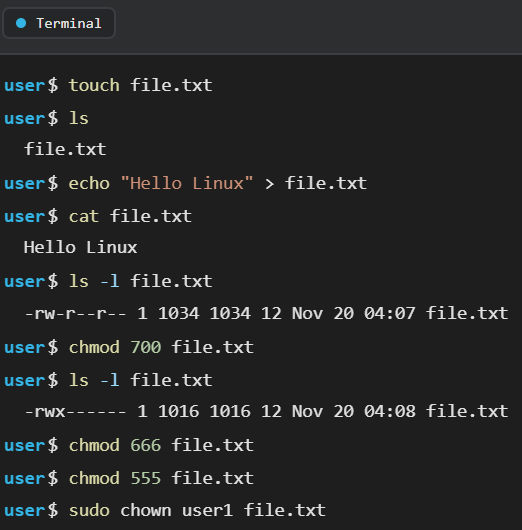 Terminal
user$ touch file.txt
user$ ls
file.txt
user$ echo "Hello Linux" > file.txt
user$ cat file.txt
Hello Linux
user$ ls -l file.txt
-rw-r--r-- 1 1034 1034 12 Nov 20 04:07 file.txt
user$ chmod 700 file.txt
user$ ls -l file.txt
-rwx------ 1 1016 1016 12 Nov 20 04:08 file.txt
user$ chmod 666 file.txt
user$ chmod 555 file.txt
user$ sudo chown user1 file.txt